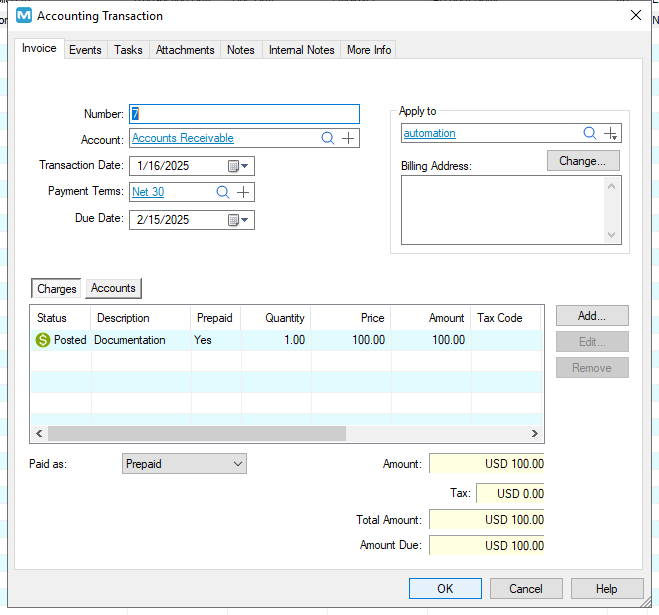 Accounting Transaction
Invoice Events Tasks Attachments Notes Internal Notes More Info
Number: 7
Account: Accounts Receivable
Transaction Date: 1/16/2025
Payment Terms: Net 30
Due Date: 2/15/2025
Apply to
automation
Billing Address: Change...
Charges Accounts
Status Description Prepaid Quantity Price Amount Tax Code
$ Posted Documentation Yes 1.00 100.00 100.00
Add...
Edit...
Remove
Paid as: Prepaid
Amount: USD 100.00
Tax: USD 0.00
Total Amount: USD 100.00
Amount Due: USD 100.00
OK Cancel Help